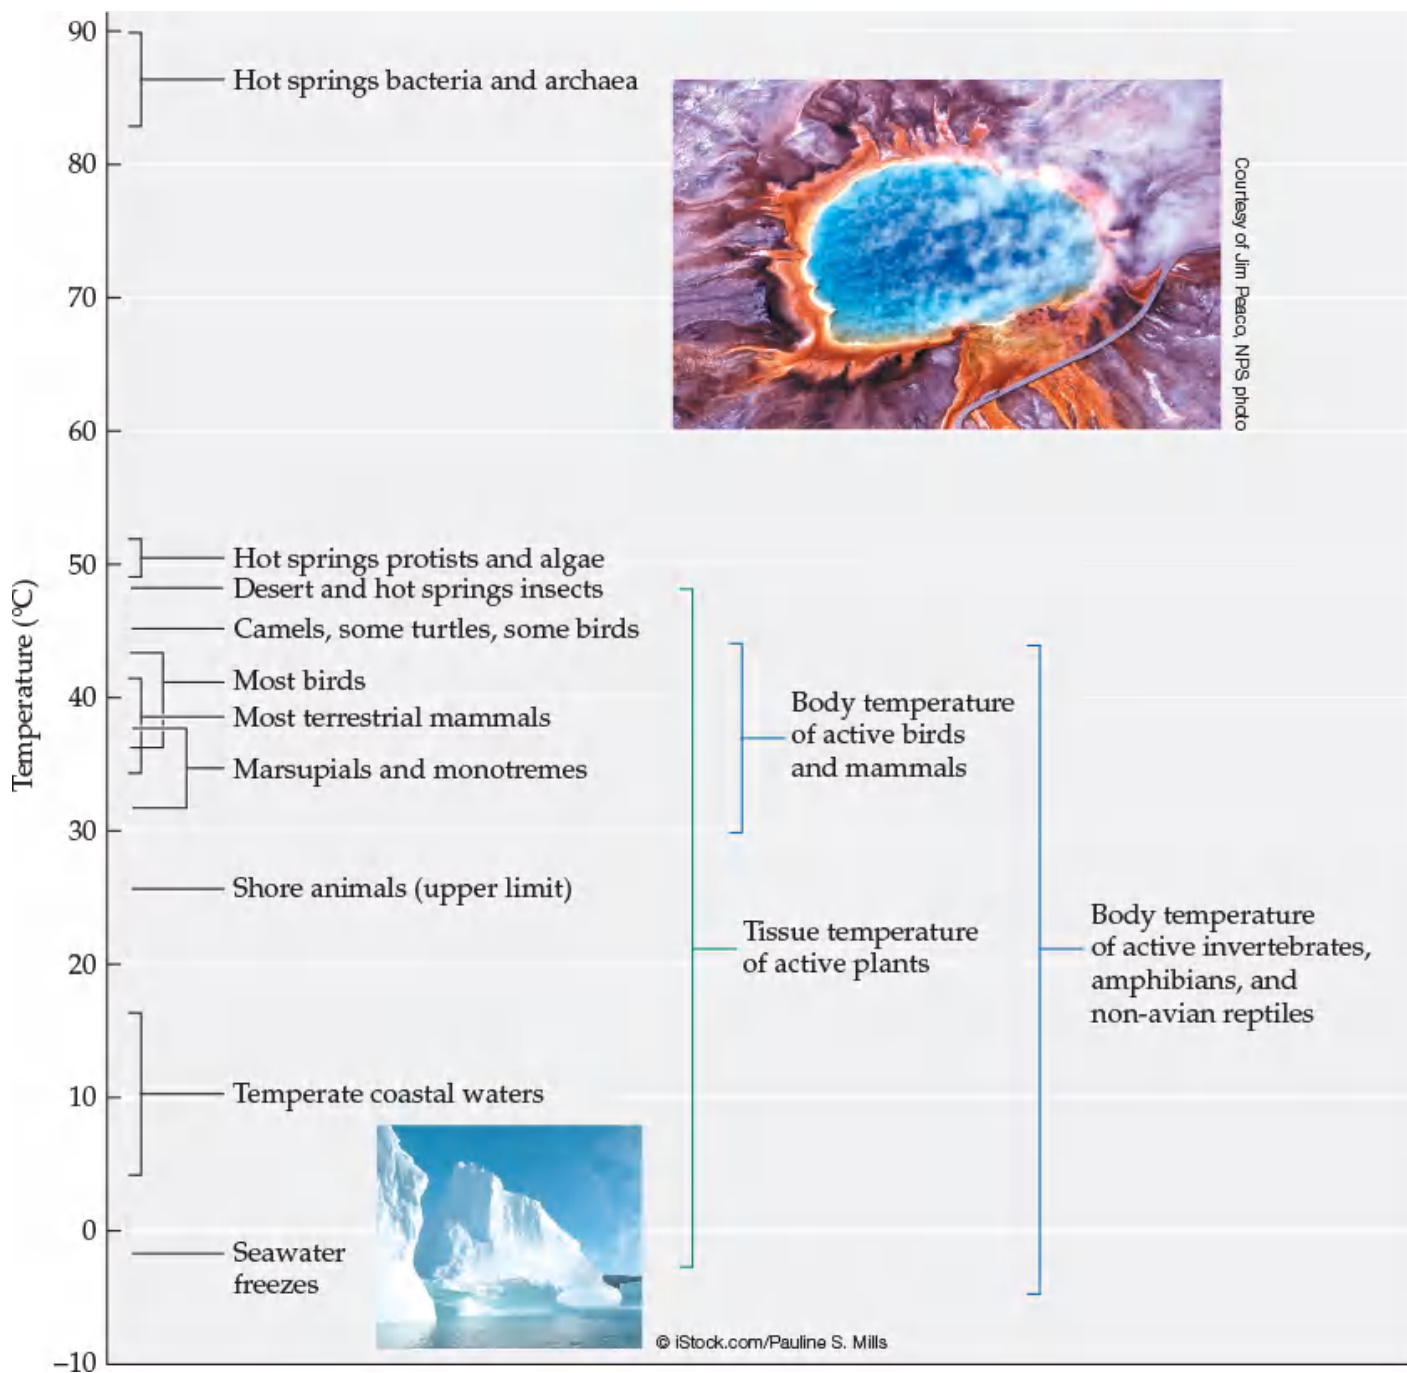 90
Hot springs bacteria and archaea
80
Courtesy of Jim Peaco, NPS photo
70
60
50
Hot springs protists and algae
Desert and hot springs insects
Camels, some turtles, some birds
Most birds
40
Most terrestrial mammals
Marsupials and monotremes
Body temperature
of active birds
and mammals
Temperature (°C)
30
Shore animals (upper limit)
Tissue temperature
of active plants
Body temperature
of active invertebrates,
amphibians, and
non-avian reptiles
20
10
Temperate coastal waters
0
Seawater
freezes
© iStock.com/Pauline S. Mills
–10